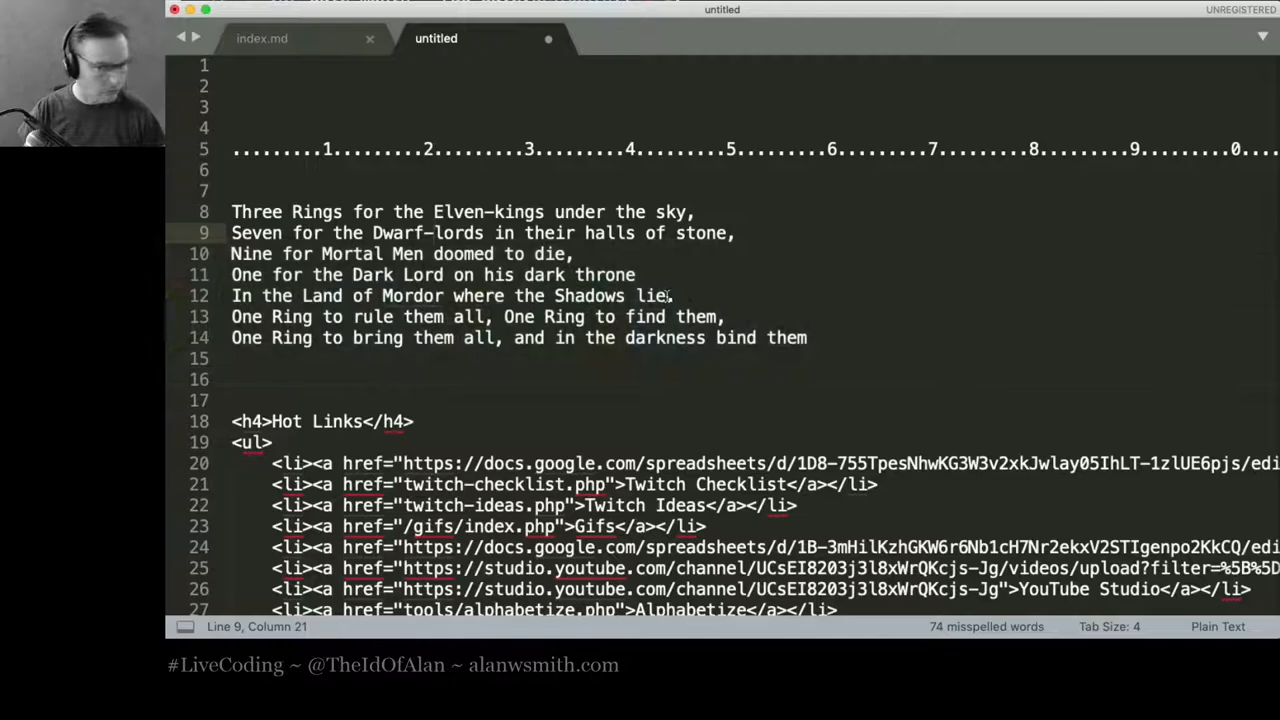 untitled
UNREGISTERED
index.md
untitled
1
2
3
4
5 .........1.........2.........3.........4.........5.........6.........7.........8.........9.........0....
6
7
8 Three Rings for the Elven-kings under the sky,
9 Seven for the Dwarf-lords in their halls of stone,
10 Nine for Mortal Men doomed to die,
11 One for the Dark Lord on his dark throne
12 In the Land of Mordor where the Shadows lie.
13 One Ring to rule them all, One Ring to find them,
14 One Ring to bring them all, and in the darkness bind them
15
16
17
18 <h4>Hot Links</h4>
19 <ul>
20 <li><a href="https://docs.google.com/spreadsheets/d/1D8-755TpesNhwKG3W3v2xkJwlay05IhLT-1zlUE6pjs/edi
21 <li><a href="twitch-checklist.php">Twitch Checklist</a></li>
22 <li><a href="twitch-ideas.php">Twitch Ideas</a></li>
23 <li><a href="/gifs/index.php">Gifs</a></li>
24 <li><a href="https://docs.google.com/spreadsheets/d/1B-3mHilKzhGKW6r6Nb1cH7Nr2ekxV2STIgenpo2KkCQ/edi
25 <li><a href="https://studio.youtube.com/channel/UCsEI8203j3l8xWrQKcjs-Jg/videos/upload?filter=%5B%5D
26 <li><a href="https://studio.youtube.com/channel/UCsEI8203j3l8xWrQKcjs-Jg">YouTube Studio</a></li>
27 <li><a href="tools/alphabetize.php">Alphabetize</a></li>
Line 9, Column 21
74 misspelled words
Tab Size: 4
Plain Text
#LiveCoding ~ @TheIdOfAlan ~ alanwsmith.com